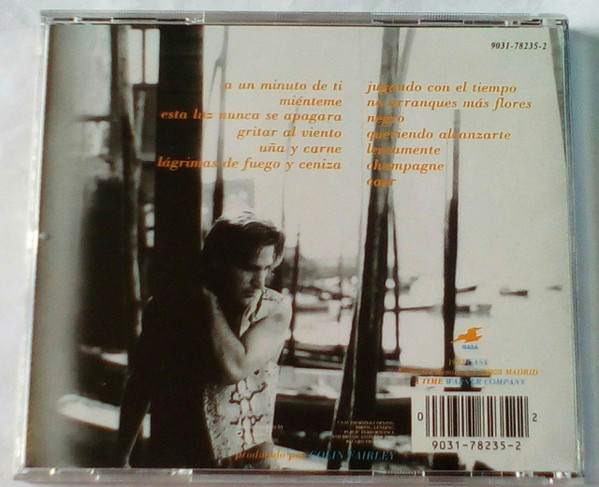 9031-78235-2
a un minuto de ti
miénteme
esta luz nunca se apagara
gritar al viento
uña y carne
lágrimas de fuego y ceniza
jugando con el tiempo
no arranques más flores
negro
queriendo alcanzarte
lentamente
champagne
caer
DASA
MADRID
A TIME WARNER COMPANY
0
2
9031-78235-2
producido por COLIN FAIRLEY